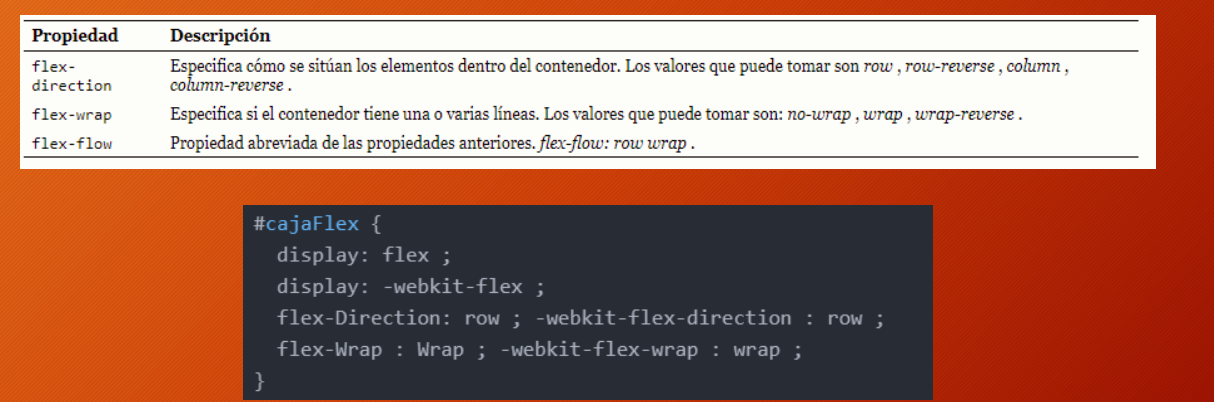 Propiedad Descripción
flex-
direction
Especifica cómo se sitúan los elementos dentro del contenedor. Los valores que puede tomar son row , row-reverse , column ,
column-reverse .
flex-wrap Especifica si el contenedor tiene una o varias líneas. Los valores que puede tomar son: no-wrap , wrap , wrap-reverse .
flex-flow Propiedad abreviada de las propiedades anteriores. flex-flow: row wrap .
#cajaFlex {
display: flex ;
display: -webkit-flex ;
flex-Direction: row ; -webkit-flex-direction : row ;
flex-Wrap : Wrap ; -webkit-flex-wrap : wrap ;
}